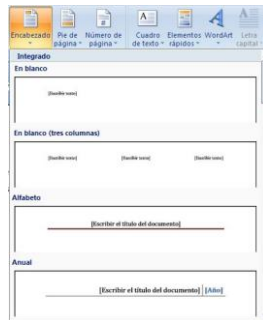 Encabezado Pie de página Número de página Cuadro de texto Elementos rápidos WordArt Letra capital
Integrado
En blanco
[Escribir texto]
En blanco (tres columnas)
[Escribir texto] [Escribir texto] [Escribir texto]
Alfabeto
[Escribir el título del documento]
Anual
[Escribir el título del documento] [Año]